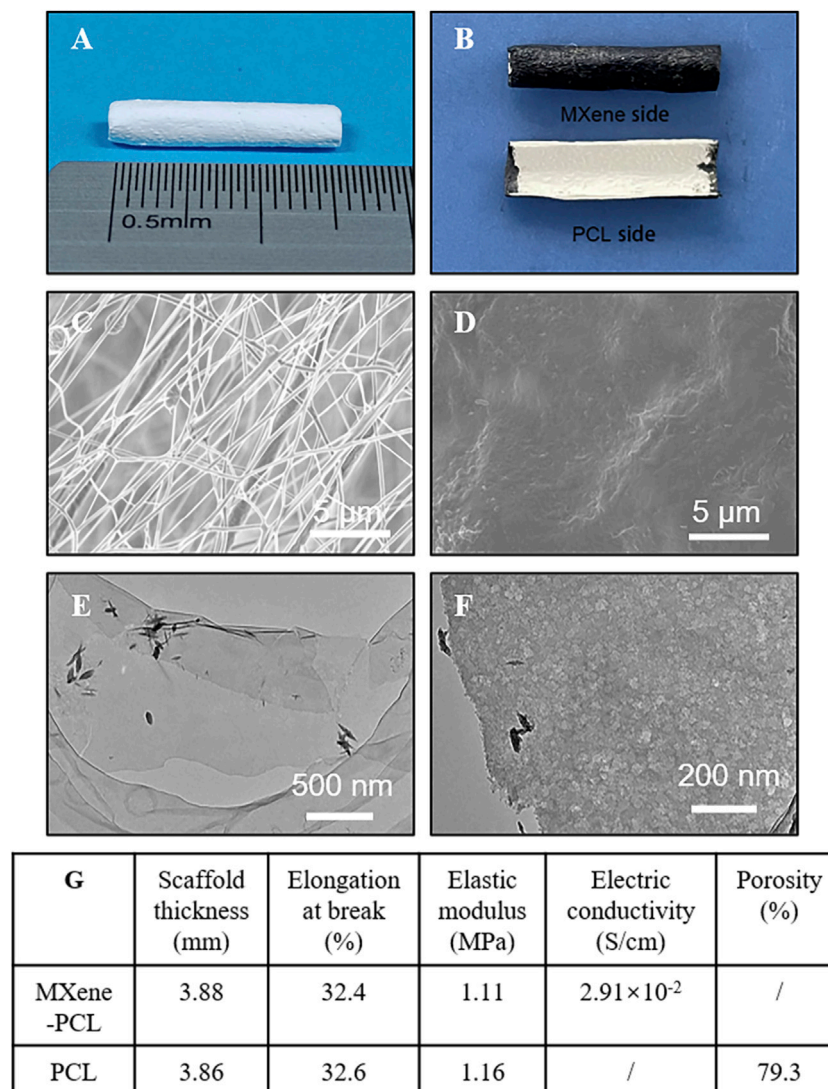 A
B
0.5mm
MXene side
PCL side
C
5 μm
D
5 μm
E
500 nm
F
200 nm
G
Scaffold
thickness
(mm)
Elongation
at break
(%)
Elastic
modulus
(MPa)
Electric
conductivity
(S/cm)
Porosity
(%)
MXene
-PCL
3.88
32.4
1.11
2.91×10⁻²
/
PCL
3.86
32.6
1.16
/
79.3